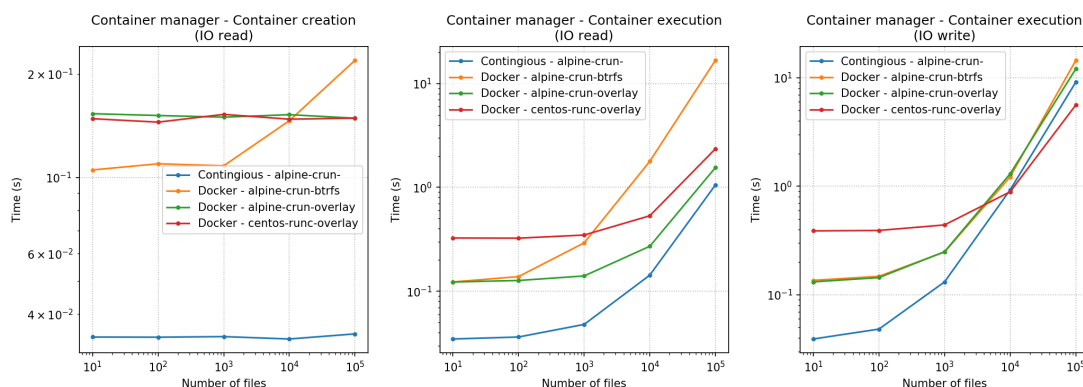 Container manager - Container creation
(IO read)
2 × 10⁻¹
10⁻¹
6 × 10⁻²
4 × 10⁻²
Time (s)
Contingious - alpine-crun-
Docker - alpine-crun-btrfs
Docker - alpine-crun-overlay
Docker - centos-runc-overlay
10¹ 10² 10³ 10⁴ 10⁵
Number of files
Container manager - Container execution
(IO read)
Contingious - alpine-crun-
Docker - alpine-crun-btrfs
Docker - alpine-crun-overlay
Docker - centos-runc-overlay
10¹
10⁰
10⁻¹
Time (s)
10¹ 10² 10³ 10⁴ 10⁵
Number of files
Container manager - Container execution
(IO write)
Contingious - alpine-crun-
Docker - alpine-crun-btrfs
Docker - alpine-crun-overlay
Docker - centos-runc-overlay
10¹
10⁰
10⁻¹
Time (s)
10¹ 10² 10³ 10⁴ 10⁵
Number of files